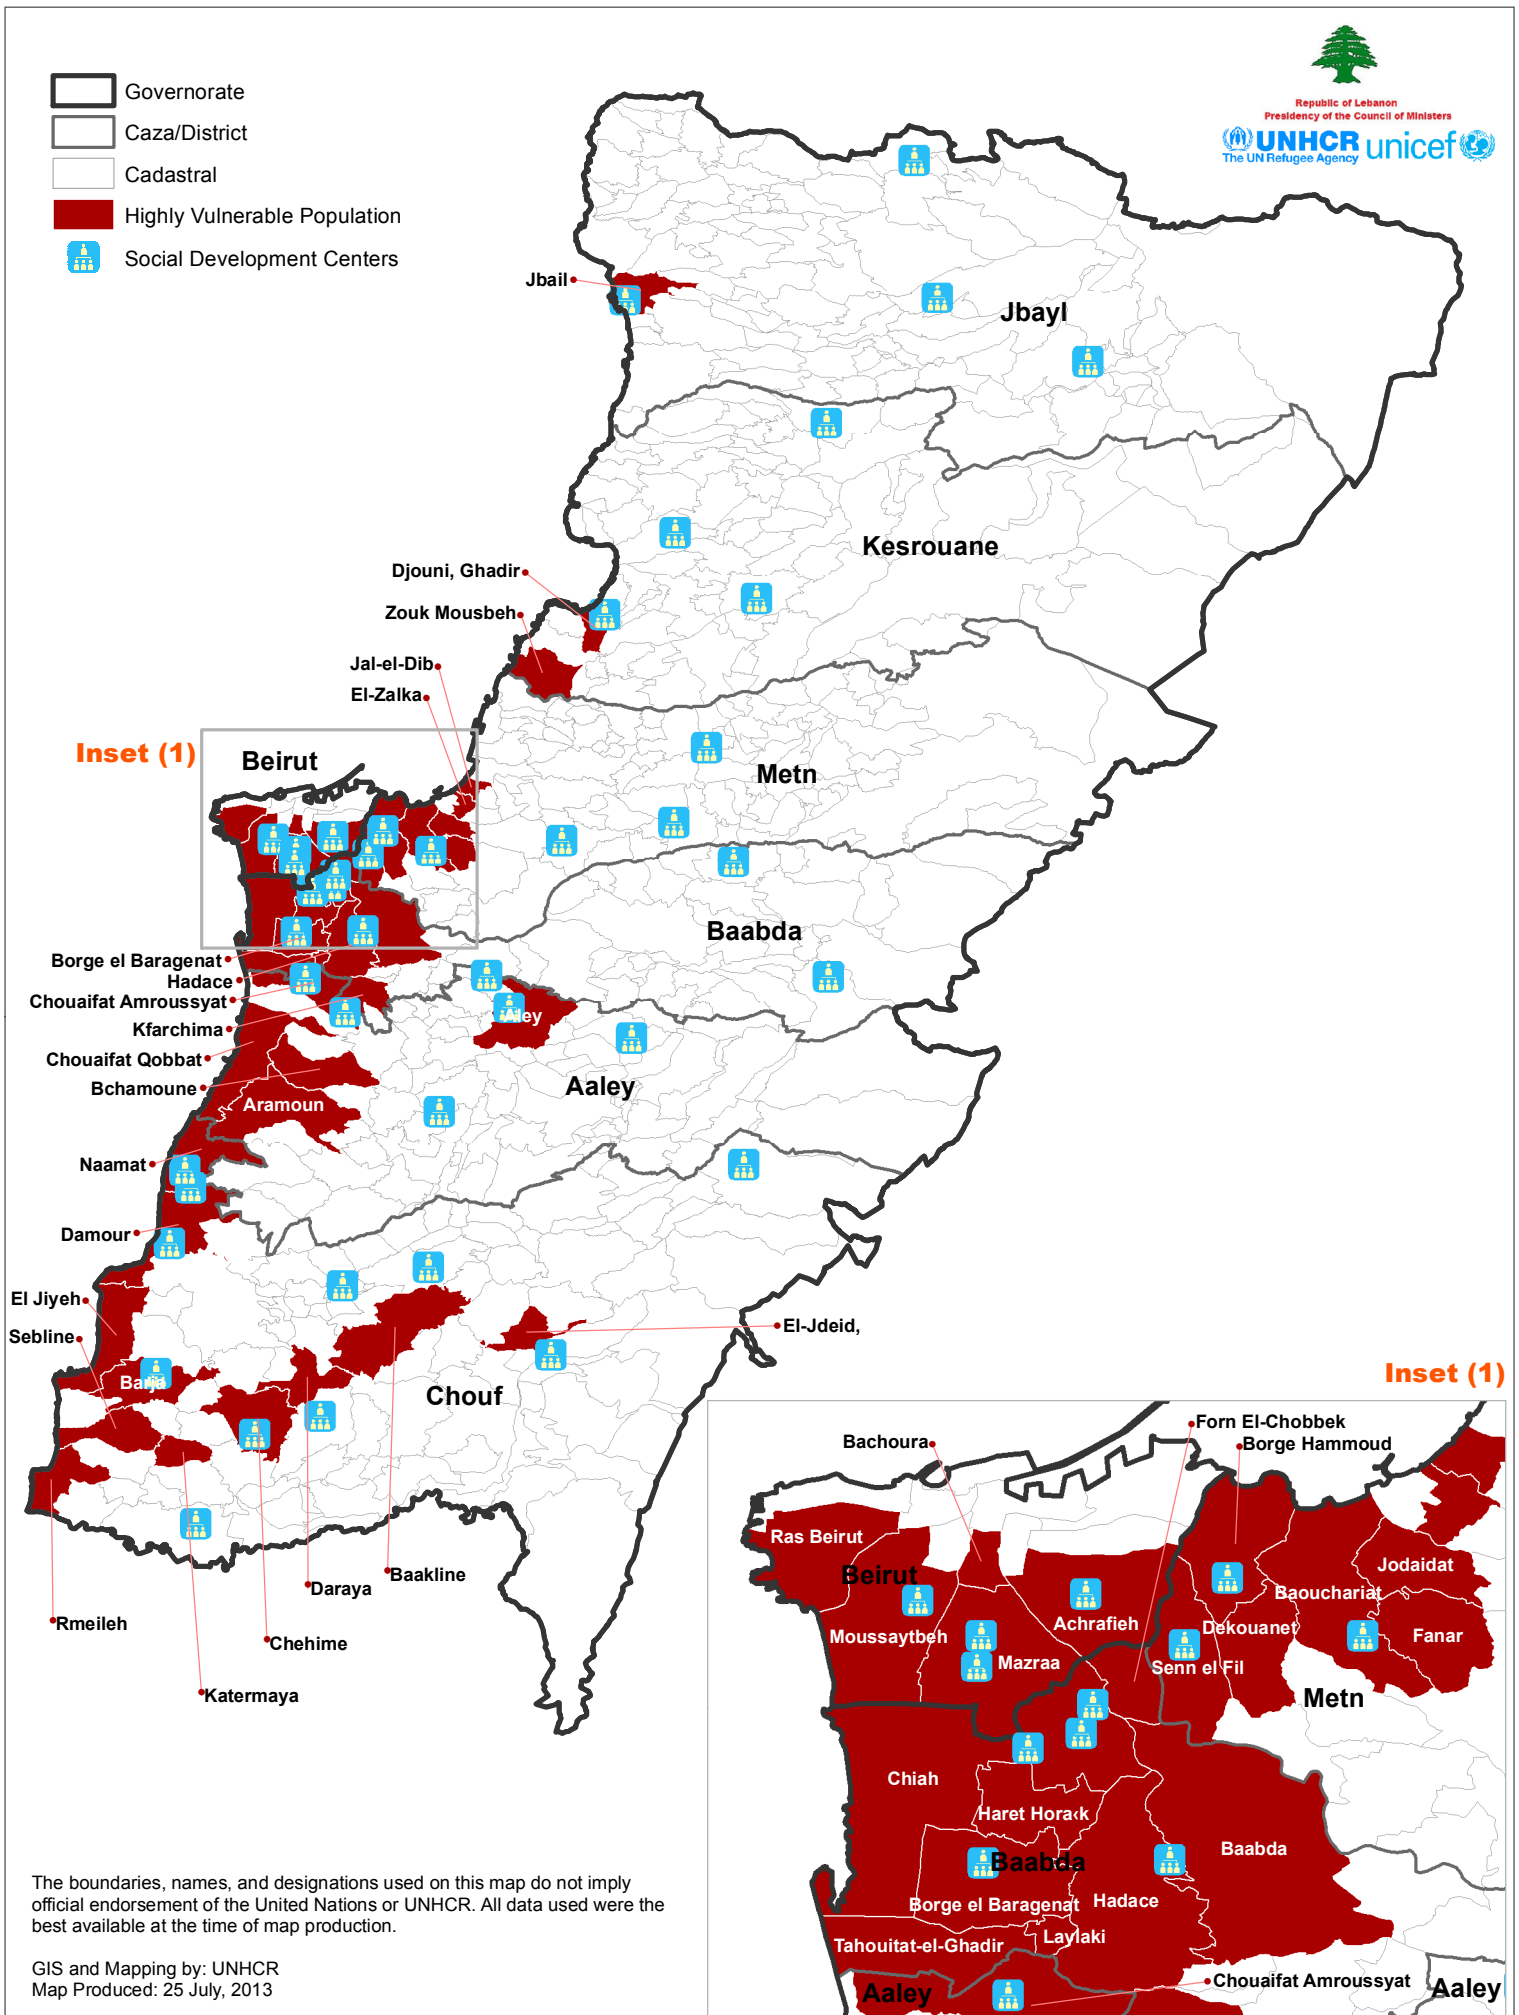 Governorate
Caza/District
Cadastral
Highly Vulnerable Population
Social Development Centers
Republic of Lebanon
Presidency of the Council of Ministers
UNHCR
The UN Refugee Agency
unicef
Jbail
Jbayl
Kesrouane
Djouni, Ghadir
Zouk Mousbeh
Jal-el-Dib
El-Zalka
Inset (1)
Beirut
Metn
Baabda
Borge el Baragenat
Hadace
Chouaifat Amroussyat
Kfarchima
Chouaifat Qobbat
Bchamoune
Aley
Aaley
Aramoun
Naamat
Damour
El Jiyeh
Sebline
El-Jdeid,
Barja
Chouf
Baakline
Daraya
Rmeileh
Chehime
Katermaya
Inset (1)
Forn El-Chobbek
Bachoura
Borge Hammoud
Ras Beirut
Beirut
Jodaidat
Baouchariat
Achrafieh
Dekouanet
Moussaytbeh
Fanar
Mazraa
Senn el Fil
Metn
Chiah
Haret Horaik
Baabda
Baabda
Borge el Baragenat
Hadace
Laylaki
Tahouitat-el-Ghadir
Chouaifat Amroussyat
Aaley
Aaley
The boundaries, names, and designations used on this map do not imply
official endorsement of the United Nations or UNHCR. All data used were the
best available at the time of map production.
GIS and Mapping by: UNHCR
Map Produced: 25 July, 2013